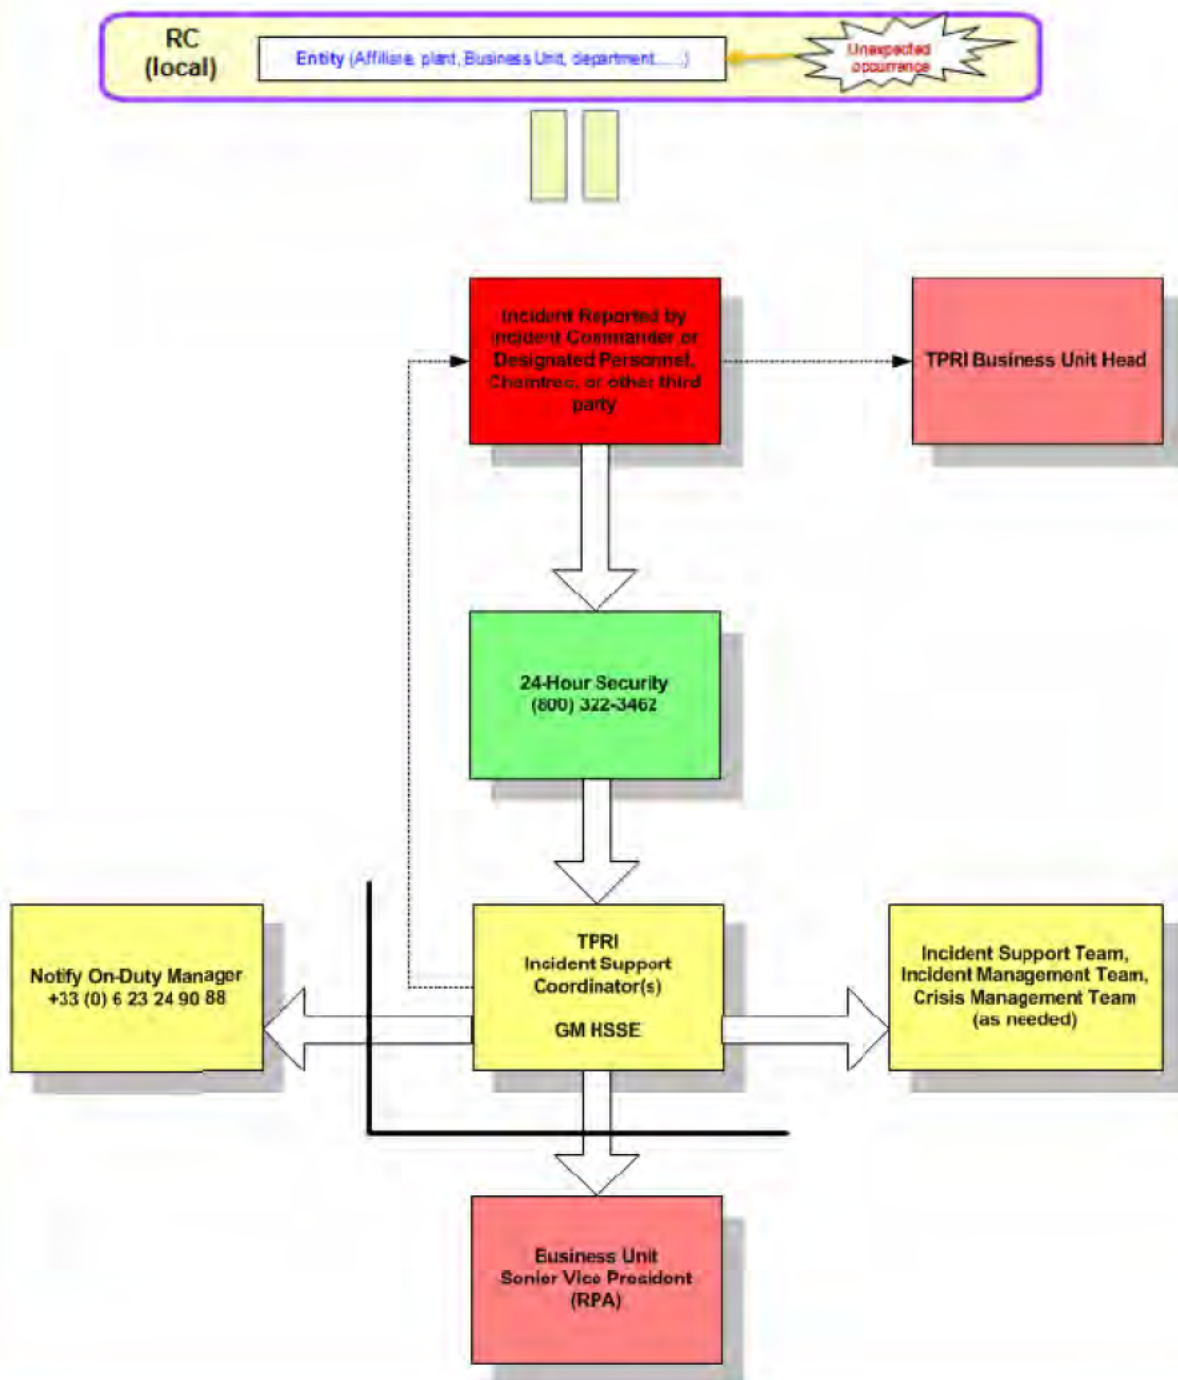 RC
(local)
Entity (Affiliate, plant, Business Unit, department......)
Unexpected
occurrence
Incident Reported by
Incident Commander or
Designated Personnel,
Chemtrec, or other third
party
TPRI Business Unit Head
24-Hour Security
(800) 322-3462
Notify On-Duty Manager
+33 (0) 6 23 24 90 88
TPRI
Incident Support
Coordinator(s)
GM HSSE
Incident Support Team,
Incident Management Team,
Crisis Management Team
(as needed)
Business Unit
Senior Vice President
(RPA)